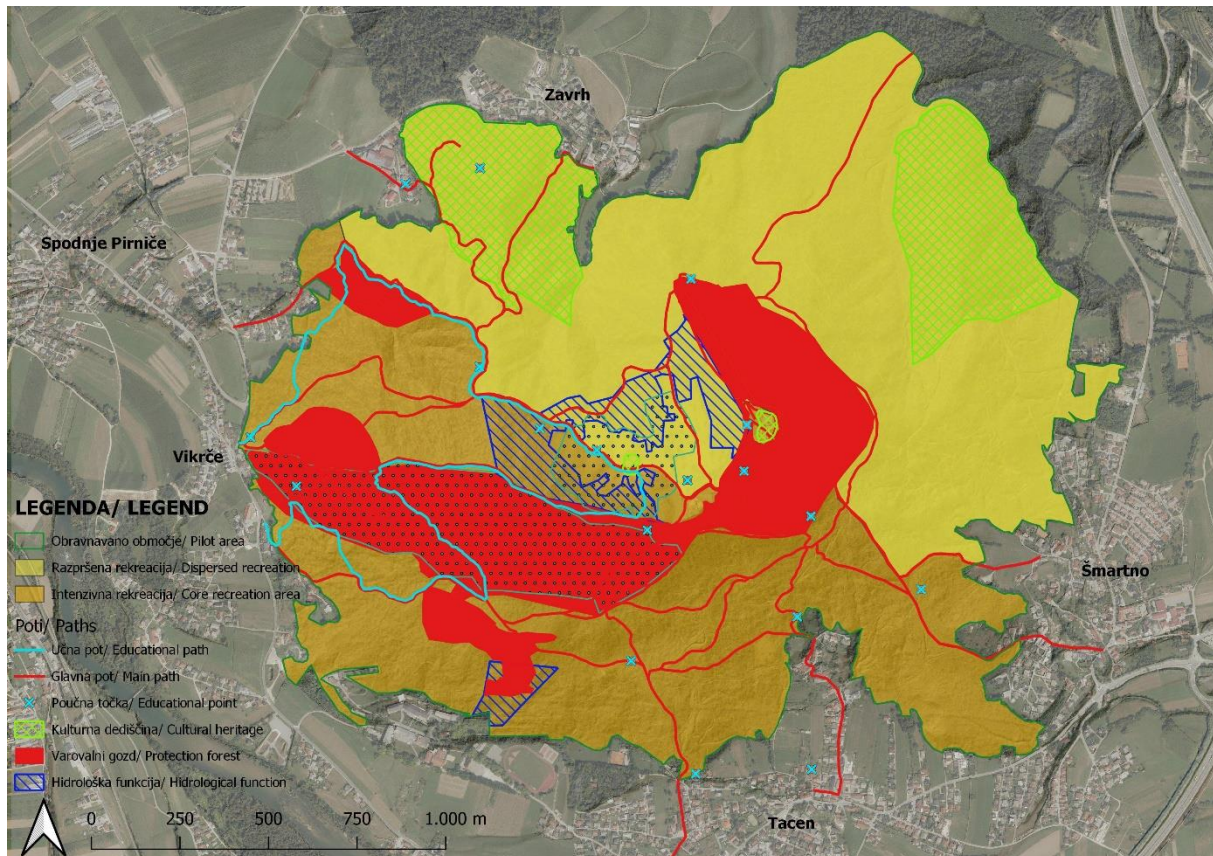 Zavrh
Spodnje Pirniče
Vikrče
Šmartno
Tacen
LEGENDA/ LEGEND
Obravnavano območje/ Pilot area
Razpršena rekreacija/ Dispersed recreation
Intenzivna rekreacija/ Core recreation area
Poti/ Paths
Učna pot/ Educational path
Glavna pot/ Main path
Poučna točka/ Educational point
Kulturna dediščina/ Cultural heritage
Varovalni gozd/ Protection forest
Hidrološka funkcija/ Hidrological function
0 250 500 1.000 m